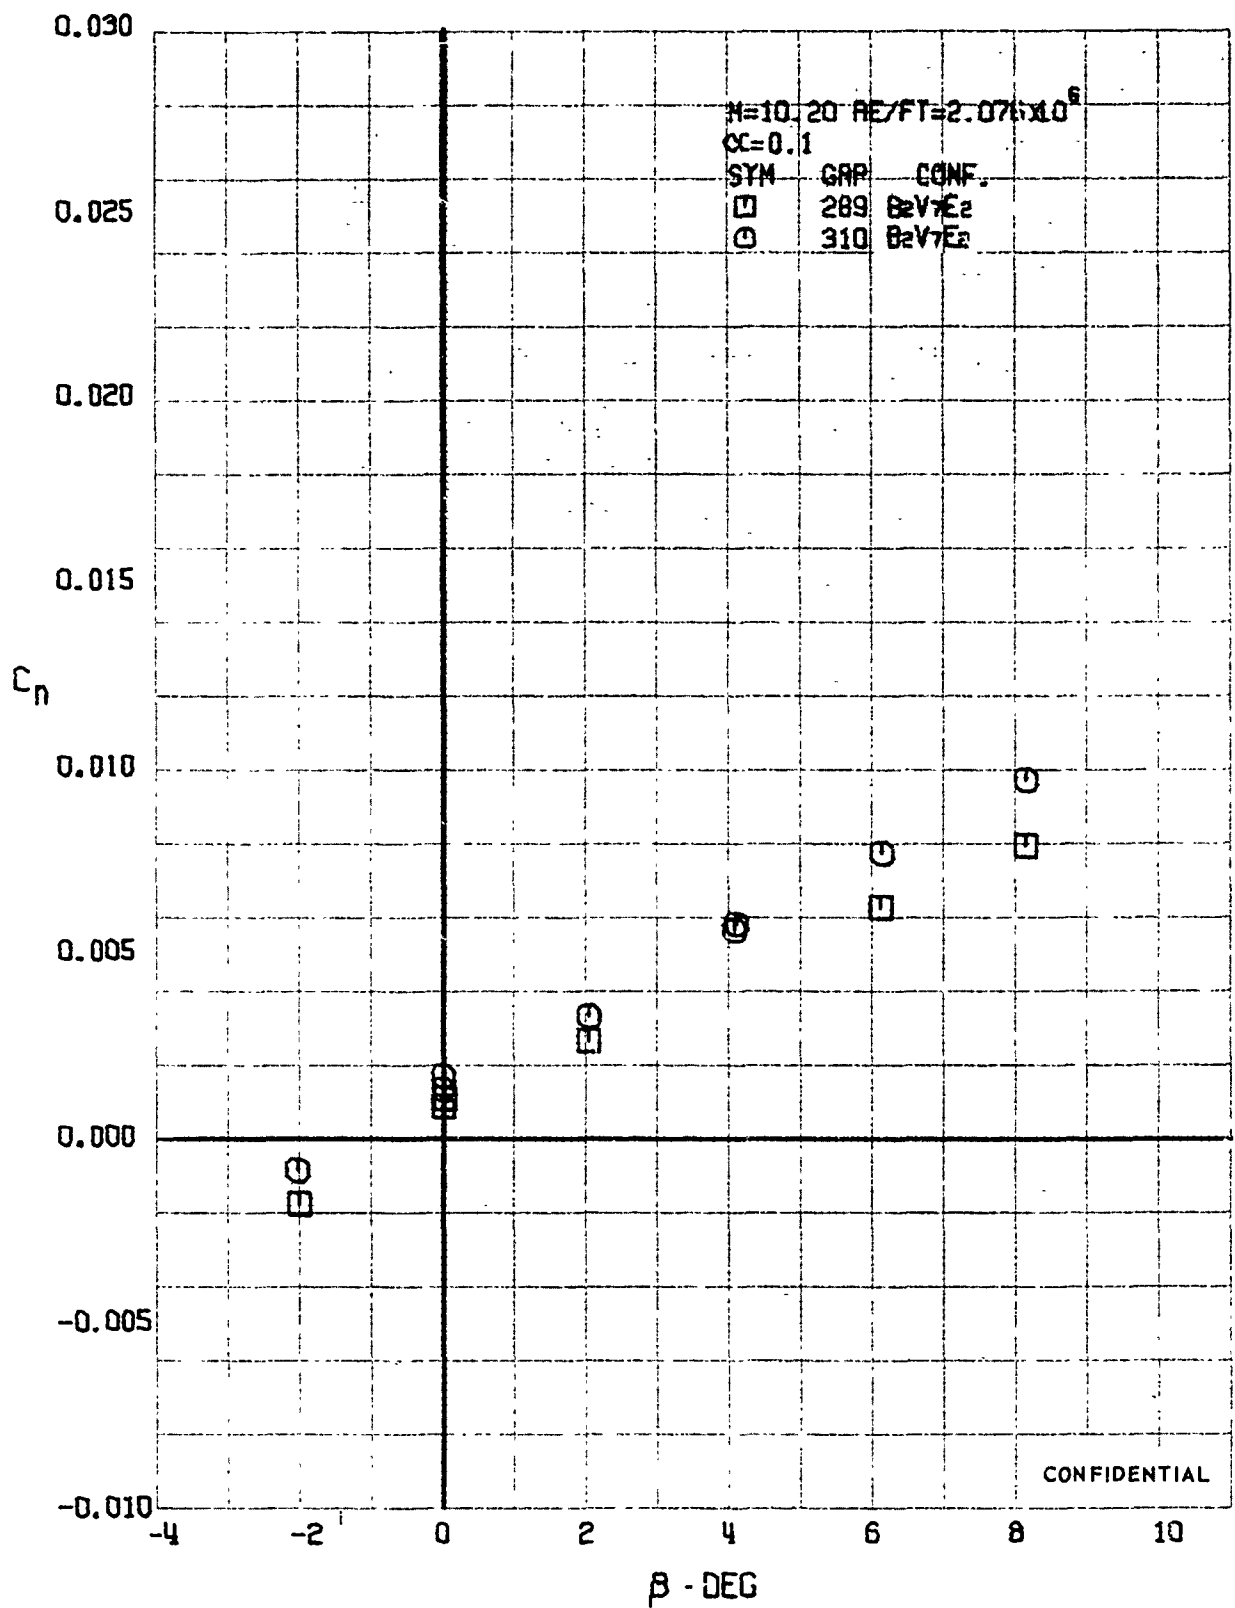 0.030
M=10.20 RE/FT=2.076X10⁶
α=0.1
SYM GRP CONF.
289 B2V7E2
310 B2V7E2
0.025
0.020
0.015
Cn
0.010
0.005
0.000
-0.005
CONFIDENTIAL
-0.010
-4 -2 0 2 4 6 8 10
β - DEG